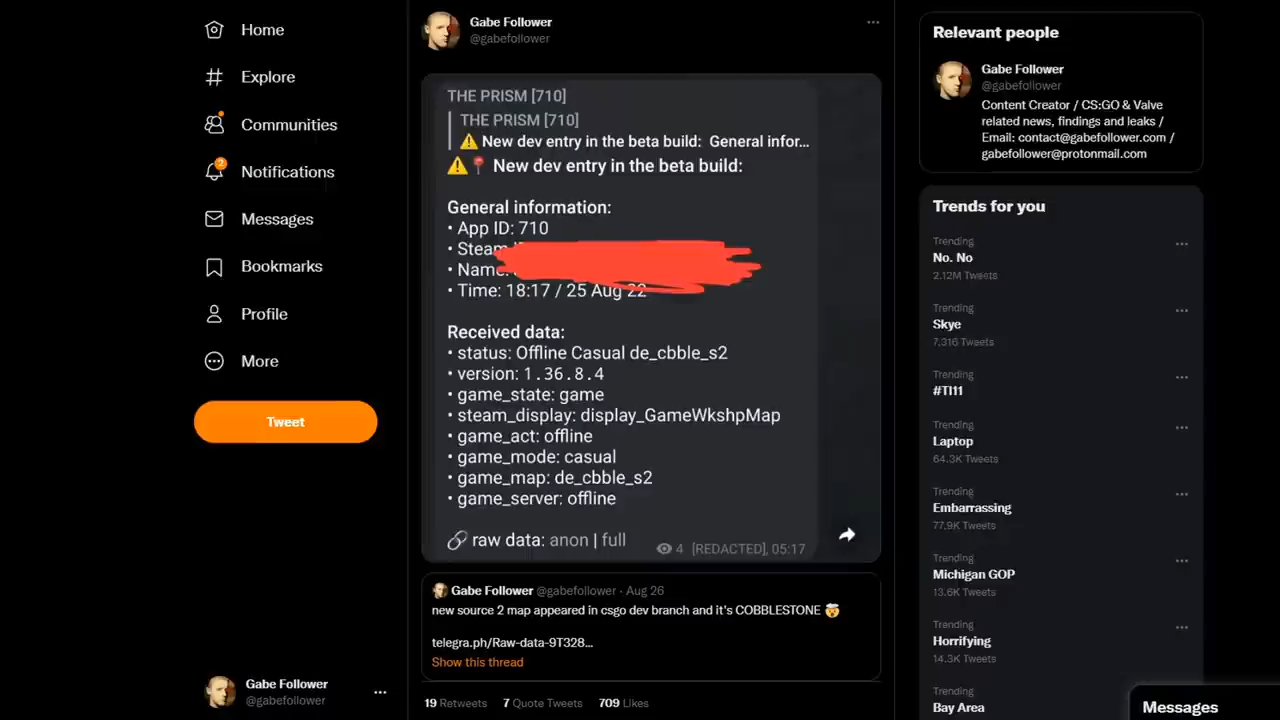 Home
Explore
Communities
2
Notifications
Messages
Bookmarks
Profile
More
Tweet
Gabe Follower
@gabefollower
Gabe Follower
@gabefollower
THE PRISM [710]
THE PRISM [710]
⚠️ New dev entry in the beta build: General infor...
⚠️📍 New dev entry in the beta build:
General information:
• App ID: 710
• Steam
• Name:
• Time: 18:17 / 25 Aug 22
Received data:
• status: Offline Casual de_cbble_s2
• version: 1.36.8.4
• game_state: game
• steam_display: display_GameWkshpMap
• game_act: offline
• game_mode: casual
• game_map: de_cbble_s2
• game_server: offline
🔗 raw data: anon | full
4 [REDACTED], 05:17
Gabe Follower @gabefollower · Aug 26
new source 2 map appeared in csgo dev branch and it's COBBLESTONE 🤯
telegra.ph/Raw-data-9T328...
Show this thread
19 Retweets 7 Quote Tweets 709 Likes
Relevant people
Gabe Follower
@gabefollower
Content Creator / CS:GO & Valve
related news, findings and leaks /
Email: contact@gabefollower.com /
gabefollower@protonmail.com
Trends for you
Trending
No. No
2.12M Tweets
Trending
Skye
7,316 Tweets
Trending
#TI11
Trending
Laptop
64.3K Tweets
Trending
Embarrassing
77.9K Tweets
Trending
Michigan GOP
13.6K Tweets
Trending
Horrifying
14.3K Tweets
Trending
Bay Area
Messages